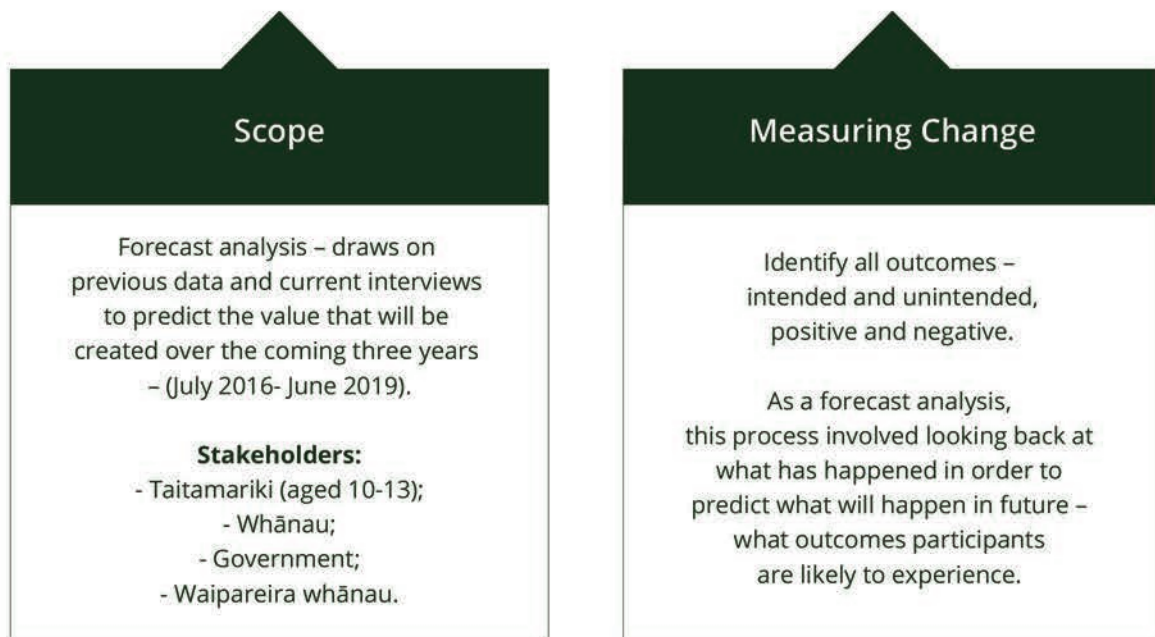 Scope
Forecast analysis – draws on
previous data and current interviews
to predict the value that will be
created over the coming three years
– (July 2016- June 2019).
Stakeholders:
- Taitamariki (aged 10-13);
- Whānau;
- Government;
- Waipareira whānau.
Measuring Change
Identify all outcomes –
intended and unintended,
positive and negative.
As a forecast analysis,
this process involved looking back at
what has happened in order to
predict what will happen in future –
what outcomes participants
are likely to experience.